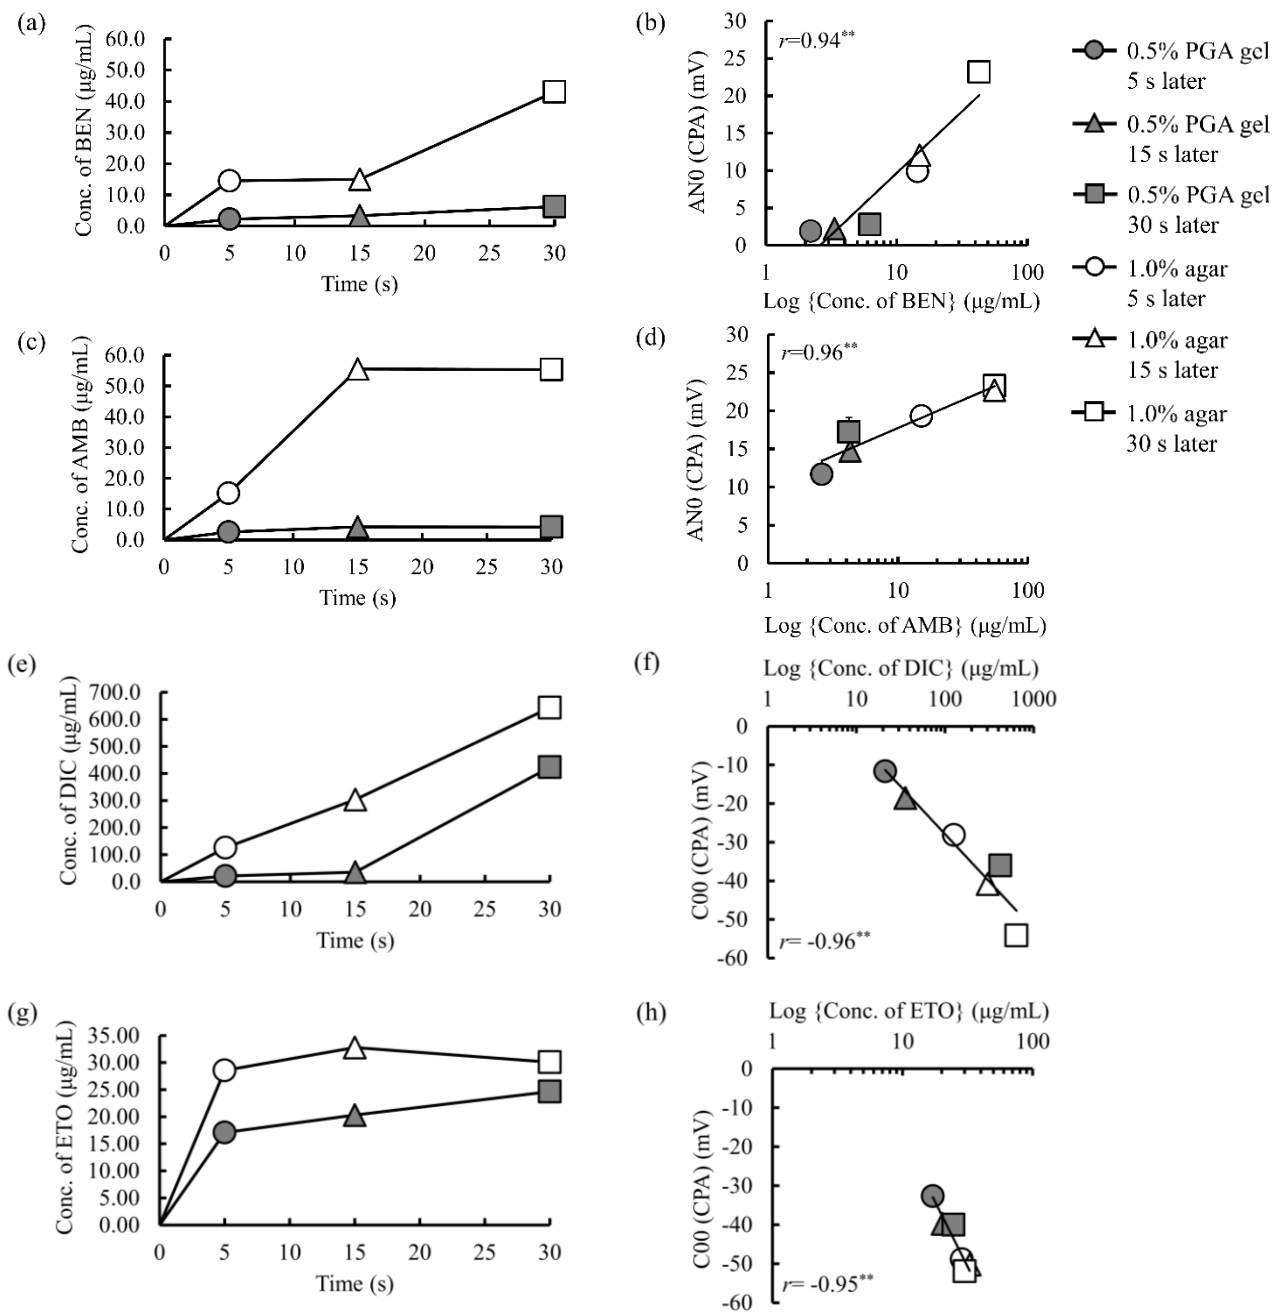 (a)
60.0
50.0
40.0
30.0
20.0
10.0
0.0
Conc. of BEN (μg/mL)
0 5 10 15 20 25 30
Time (s)
(b)
r=0.94**
30
25
20
15
10
5
0
AN0 (CPA) (mV)
1 10 100
Log {Conc. of BEN} (μg/mL)
0.5% PGA gel
5 s later
0.5% PGA gel
15 s later
0.5% PGA gel
30 s later
1.0% agar
5 s later
1.0% agar
15 s later
1.0% agar
30 s later
(c)
60.0
50.0
40.0
30.0
20.0
10.0
0.0
Conc. of AMB (μg/mL)
0 5 10 15 20 25 30
Time (s)
(d)
r=0.96**
30
25
20
15
10
5
0
AN0 (CPA) (mV)
1 10 100
Log {Conc. of AMB} (μg/mL)
(e)
700.0
600.0
500.0
400.0
300.0
200.0
100.0
0.0
Conc. of DIC (μg/mL)
0 5 10 15 20 25 30
Time (s)
(f)
Log {Conc. of DIC} (μg/mL)
1 10 100 1000
0
-10
-20
-30
-40
-50
-60
C00 (CPA) (mV)
r= -0.96**
(g)
35.00
30.00
25.00
20.00
15.00
10.00
5.00
0.00
Conc. of ETO (μg/mL)
0 5 10 15 20 25 30
Time (s)
(h)
Log {Conc. of ETO} (μg/mL)
1 10 100
0
-10
-20
-30
-40
-50
-60
C00 (CPA) (mV)
r= -0.95**